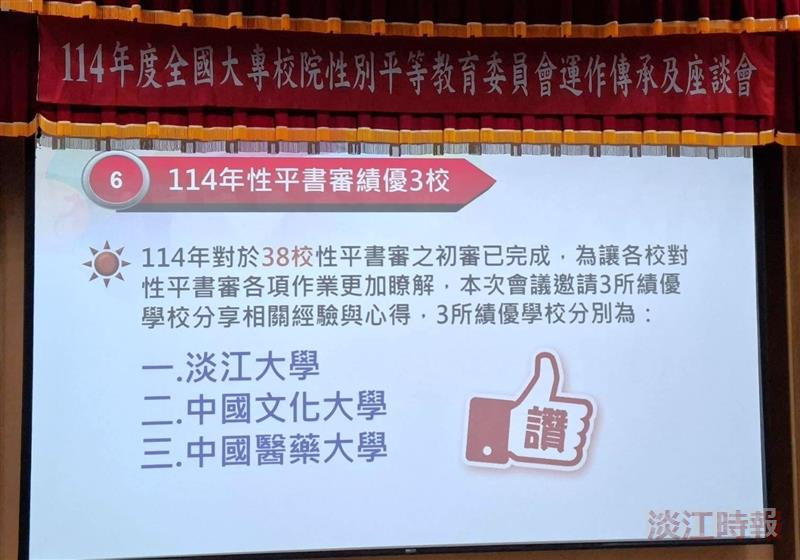 114年度全國大專校院性別平等教育委員會運作傳承及座談會
6
114年性平書審績優3校
114年對於38校性平書審之初審已完成，為讓各校對
性平書審各項作業更加瞭解，本次會議邀請3所績優
學校分享相關經驗與心得，3所績優學校分別為：
一.淡江大學
二.中國文化大學
三.中國醫藥大學
讚
淡江時報